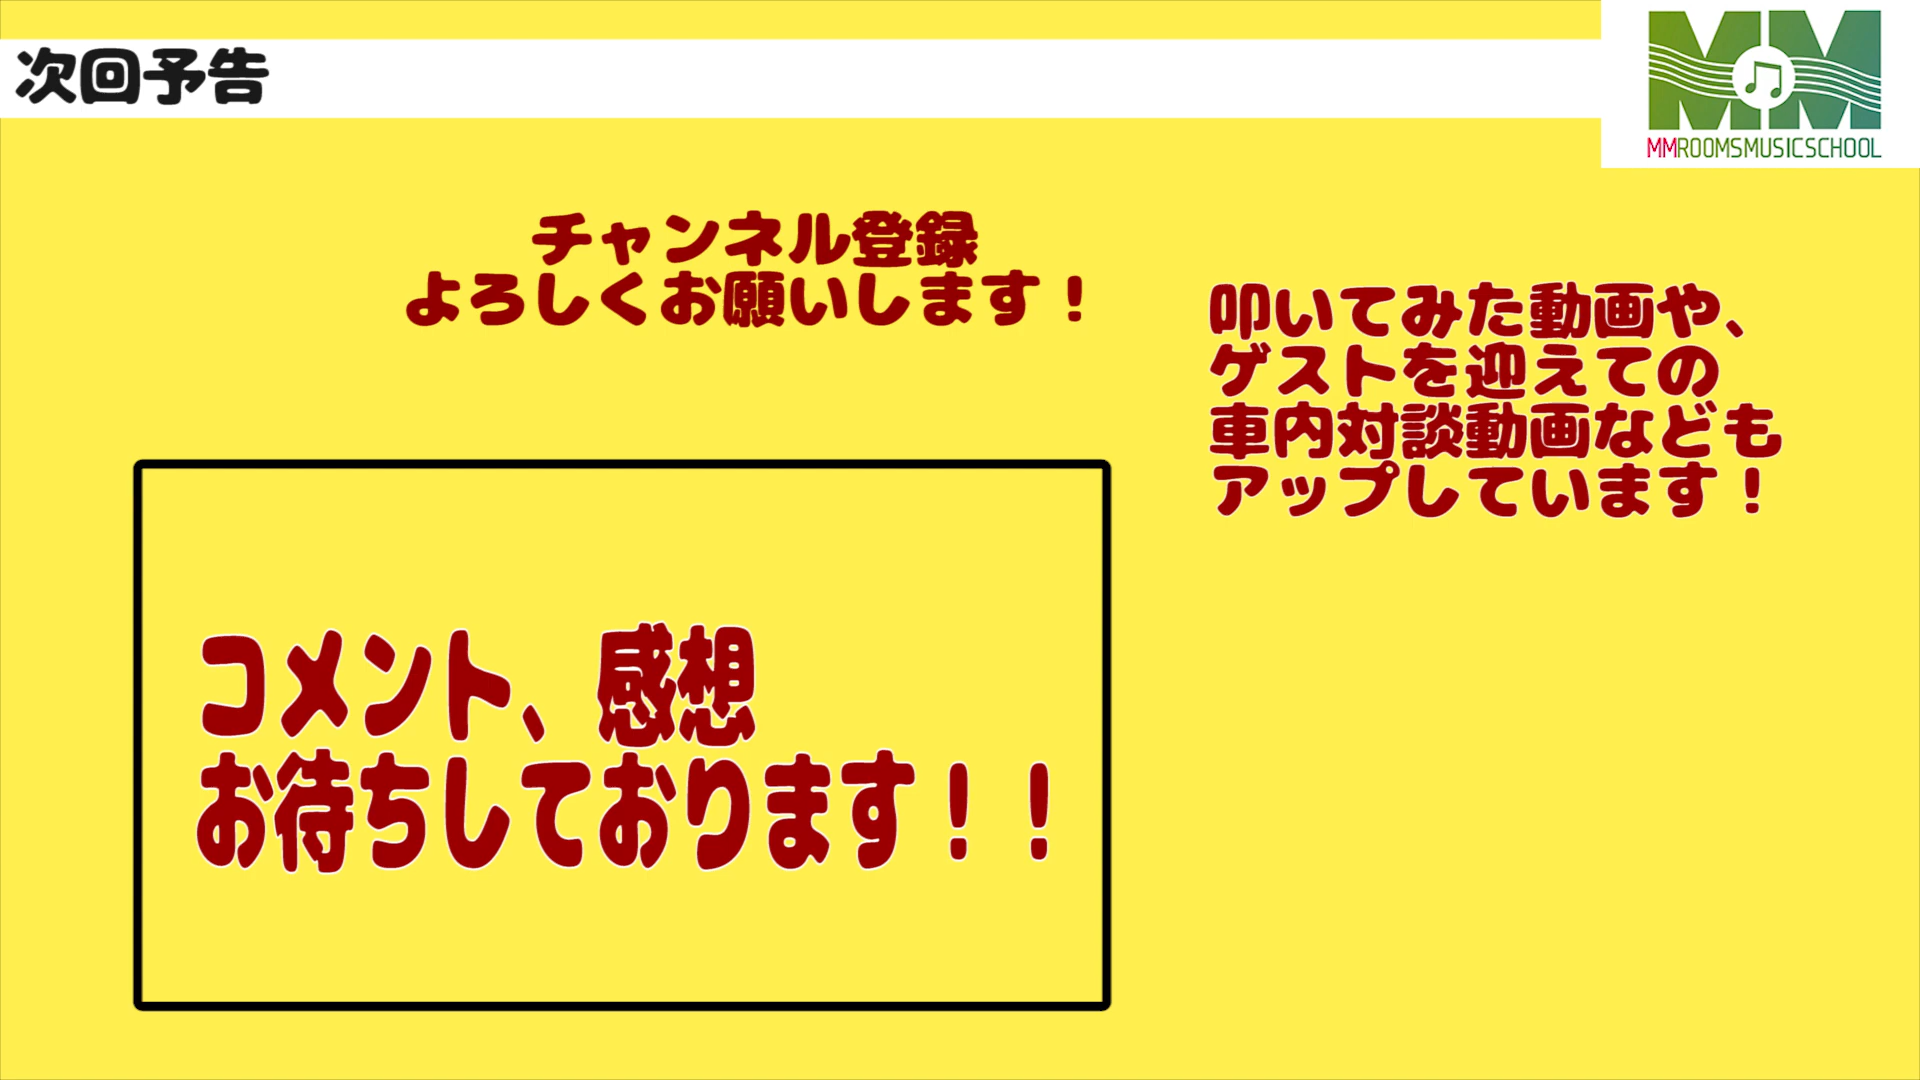 次回予告
MMROOMSMUSICSCHOOL
チャンネル登録
よろしくお願いします！
叩いてみた動画や、
ゲストを迎えての
車内対談動画なども
アップしています！
コメント、感想
お待ちしております！！